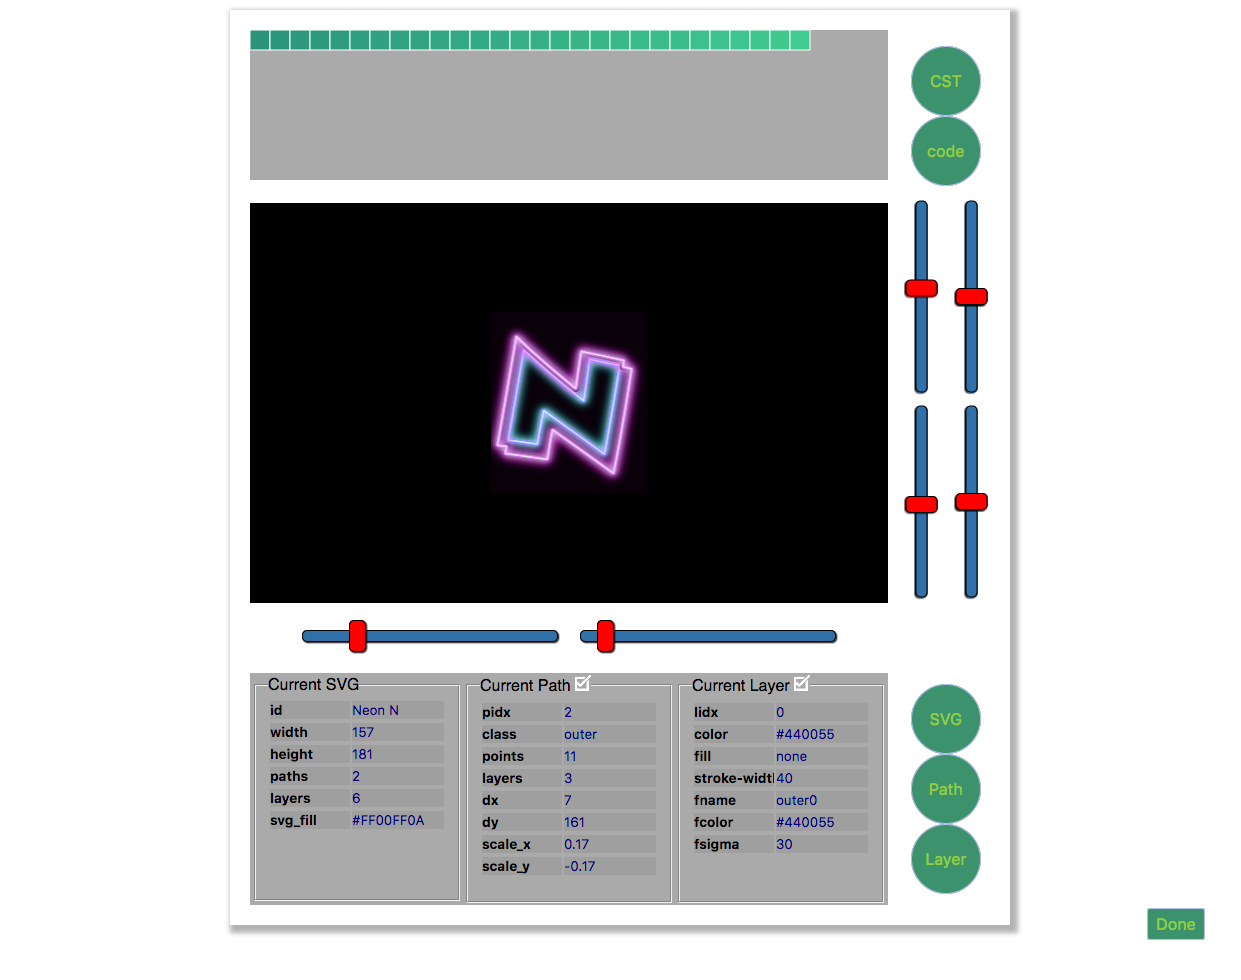 CST
code
N
Current SVG
id Neon N
width 157
height 181
paths 2
layers 6
svg_fill #FF00FF0A
Current Path
pidx 2
class outer
points 11
layers 3
dx 7
dy 161
scale_x 0.17
scale_y -0.17
Current Layer
lidx 0
color #440055
fill none
stroke-widt 40
fname outer0
fcolor #440055
fsigma 30
SVG
Path
Layer
Done